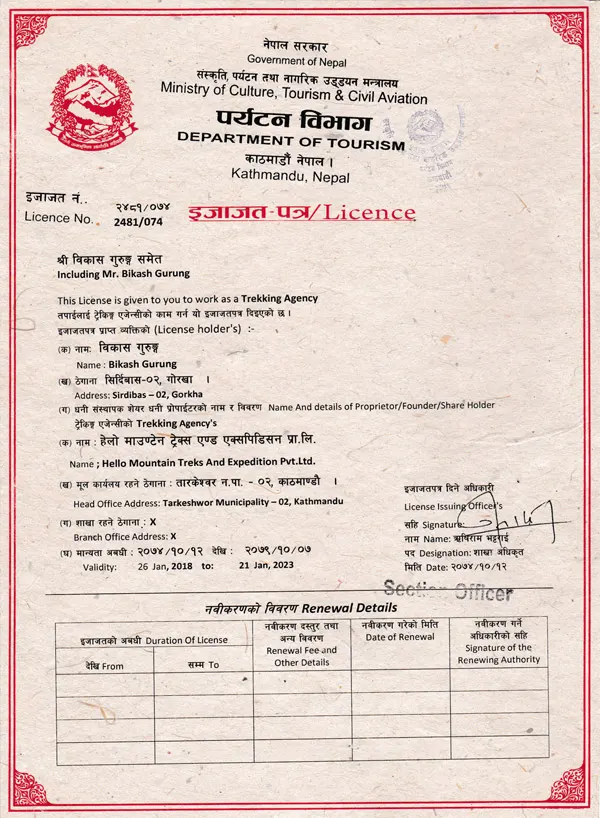 नेपाल सरकार
Government of Nepal
संस्कृति, पर्यटन तथा नागरिक उड्डयन मन्त्रालय
Ministry of Culture, Tourism & Civil Aviation
पर्यटन विभाग
DEPARTMENT OF TOURISM
काठमाडौं नेपाल ।
Kathmandu, Nepal
इजाजत नं.. २४८१/०७४
Licence No. 2481/074
इजाजत-पत्र/Licence
श्री विकास गुरुङ्ग समेत
Including Mr. Bikash Gurung
This License is given to you to work as a Trekking Agency
तपाईलाई ट्रेकिङ्ग एजेन्सीको काम गर्न यो इजाजतपत्र दिइएको छ ।
इजाजतपत्र प्राप्त व्यक्तिको (License holder's) :-
(क) नाम: विकास गुरुङ्ग
Name : Bikash Gurung
(ख) ठेगाना सिर्दिबास-०२, गोरखा ।
Address: Sirdibas – 02, Gorkha
(ग) धनी संस्थापक शेयर धनी प्रोपाईटरको नाम र विवरण Name And details of Proprietor/Founder/Share Holder
ट्रेकिङ्ग एजेन्सीको Trekking Agency's
(क) नाम : हेलो माउण्टेन ट्रेक्स एण्ड एक्सपिडिसन प्रा.लि.
Name ; Hello Mountain Treks And Expedition Pvt.Ltd.
(ख) मूल कार्यालय रहने ठेगाना : तारकेश्वर न.पा. - ०२, काठमाण्डौ ।
Head Office Address: Tarkeshwor Municipality – 02, Kathmandu
(ग) शाखा रहने ठेगाना : X
Branch Office Address: X
(घ) मान्यता अवधी : २०७४/१०/१२ देखि : २०७९/१०/०७
Validity: 26 Jan, 2018 to: 21 Jan, 2023
इजाजतपत्र दिने अधिकारी
License Issuing Officer's
सहि Signature:
नाम Name: ऋषिराम भट्टराई
पद Designation: शाखा अधिकृत
मिति Date: २०७४/१०/१२
Section Officer
नवीकरणको विवरण Renewal Details
इजाजतको अबधी Duration Of License
देखि From
सम्म To
नवीकरण दस्तुर तथा
अन्य विवरण
Renewal Fee and
Other Details
नवीकरण गरेको मिति
Date of Renewal
नवीकरण गर्ने
अधिकारीको सहि
Signature of the
Renewing Authority